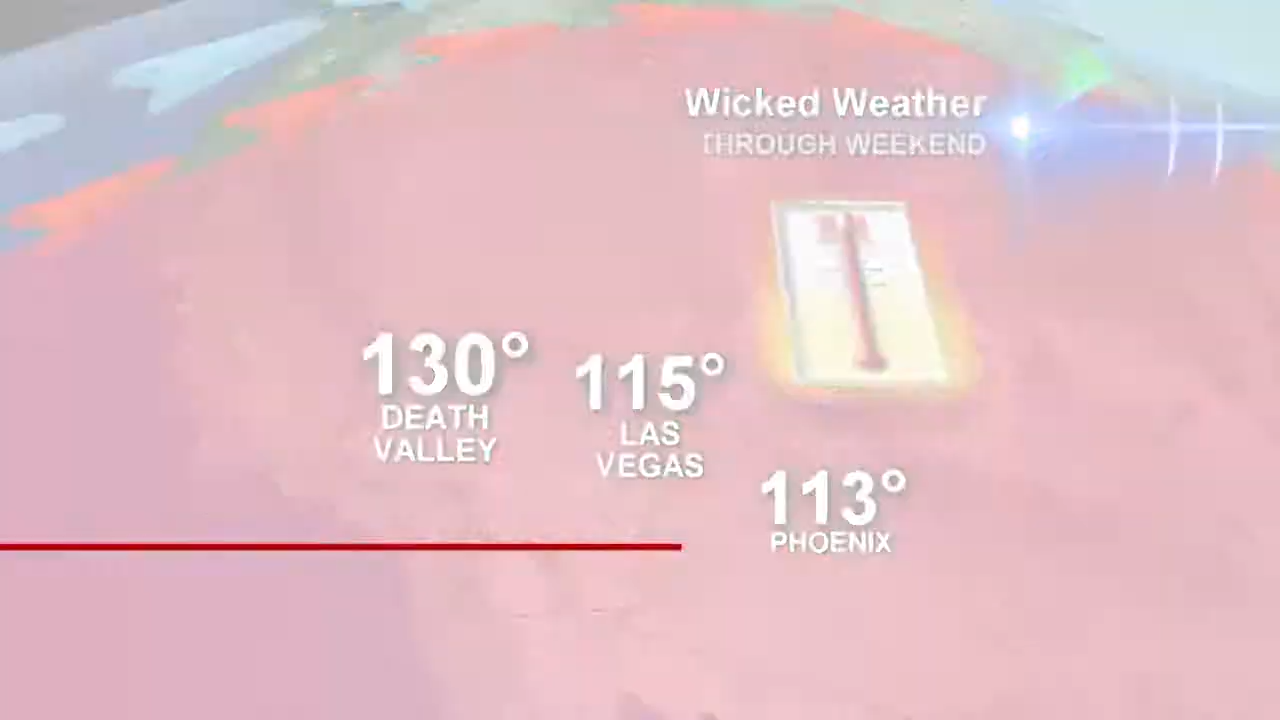 Wicked Weather
THROUGH WEEKEND
130°
DEATH
VALLEY
115°
LAS
VEGAS
113°
PHOENIX